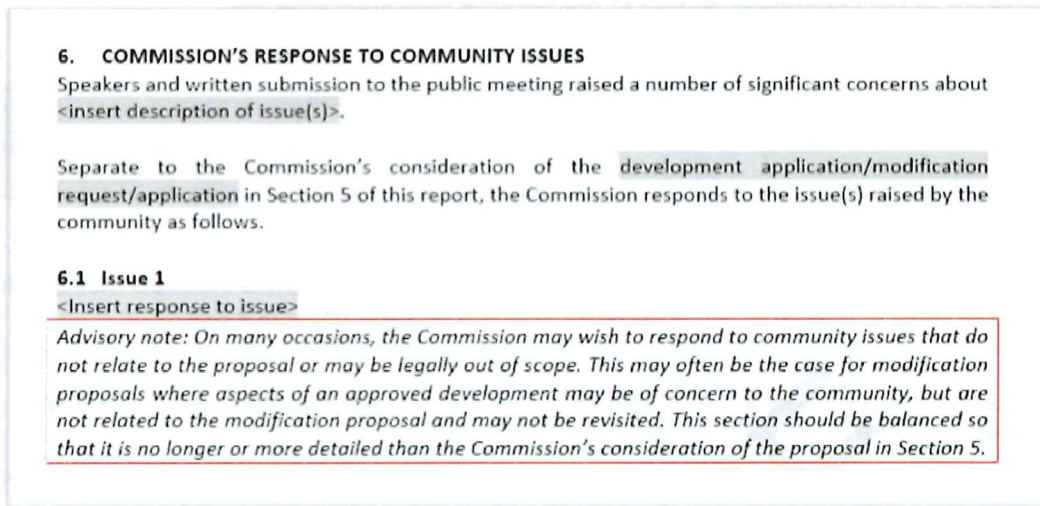 6. COMMISSION'S RESPONSE TO COMMUNITY ISSUES
Speakers and written submission to the public meeting raised a number of significant concerns about
<insert description of issue(s)>.
Separate to the Commission's consideration of the development application/modification
request/application in Section 5 of this report, the Commission responds to the issue(s) raised by the
community as follows.
6.1 Issue 1
<Insert response to issue>
Advisory note: On many occasions, the Commission may wish to respond to community issues that do
not relate to the proposal or may be legally out of scope. This may often be the case for modification
proposals where aspects of an approved development may be of concern to the community, but are
not related to the modification proposal and may not be revisited. This section should be balanced so
that it is no longer or more detailed than the Commission's consideration of the proposal in Section 5.